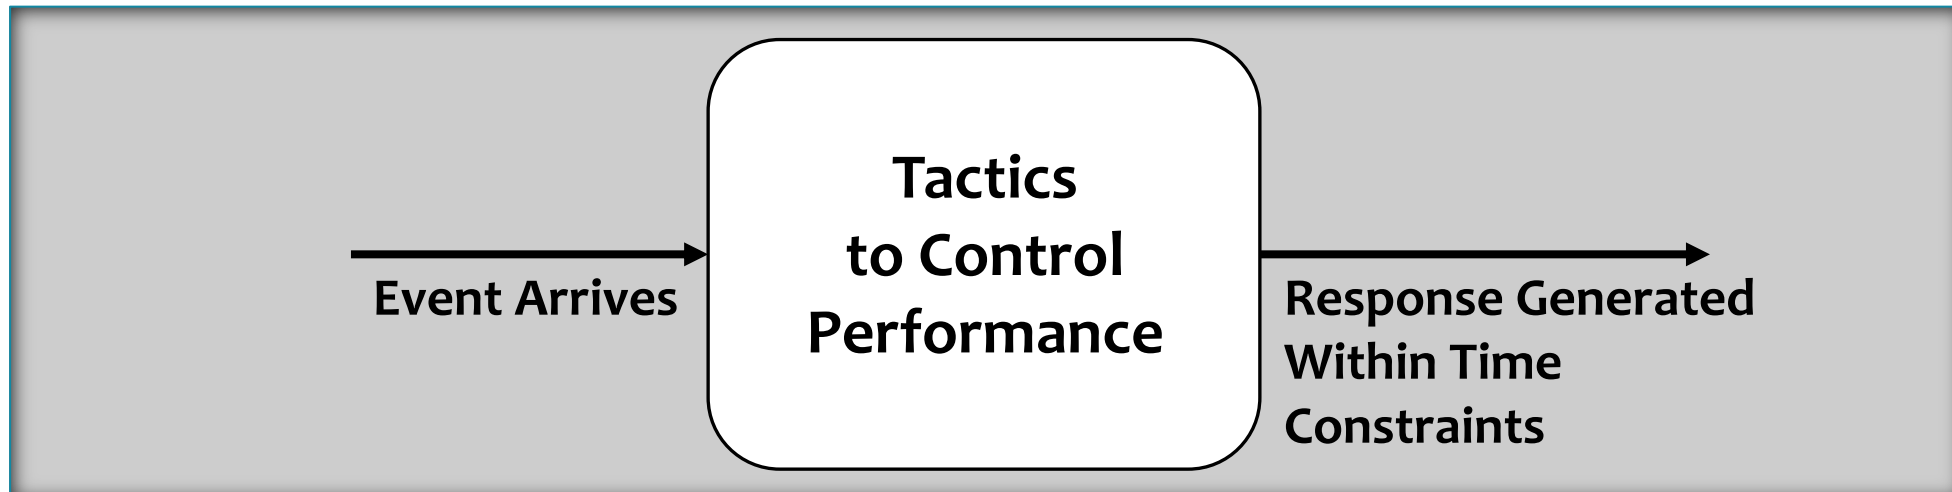 Event Arrives
Tactics
to Control
Performance
Response Generated
Within Time
Constraints